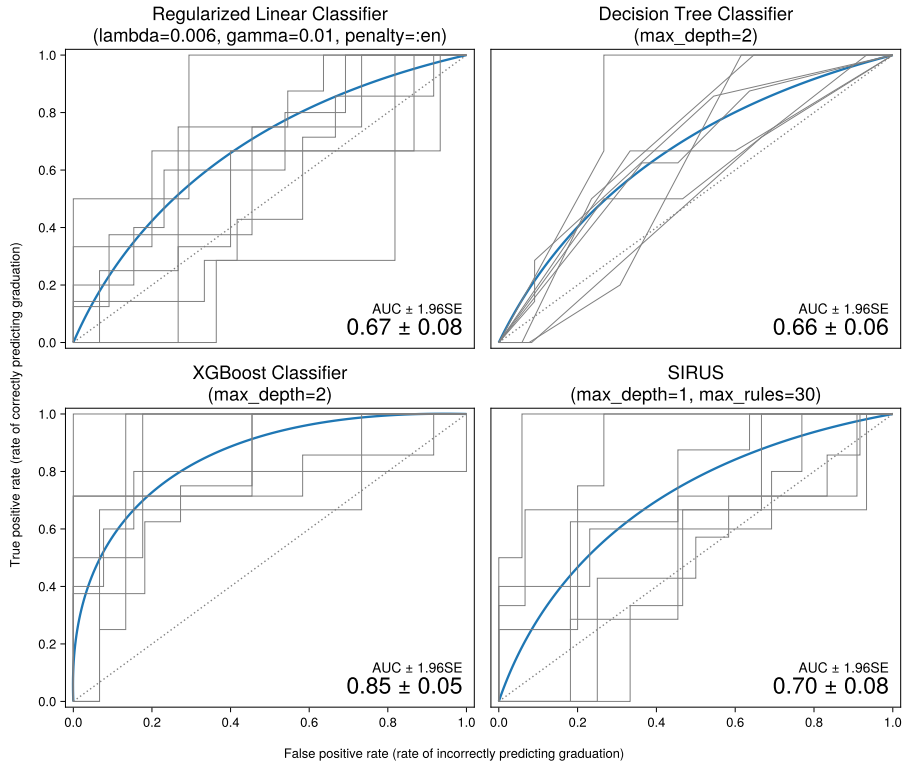 Regularized Linear Classifier
(lambda=0.006, gamma=0.01, penalty=:en)
Decision Tree Classifier
(max_depth=2)
1.0
0.8
0.6
0.4
0.2
0.0
AUC ± 1.96SE
0.67 ± 0.08
AUC ± 1.96SE
0.66 ± 0.06
True positive rate (rate of correctly predicting graduation)
XGBoost Classifier
(max_depth=2)
SIRUS
(max_depth=1, max_rules=30)
1.0
0.8
0.6
0.4
0.2
0.0
AUC ± 1.96SE
0.85 ± 0.05
AUC ± 1.96SE
0.70 ± 0.08
0.0 0.2 0.4 0.6 0.8 1.0
0.0 0.2 0.4 0.6 0.8 1.0
False positive rate (rate of incorrectly predicting graduation)